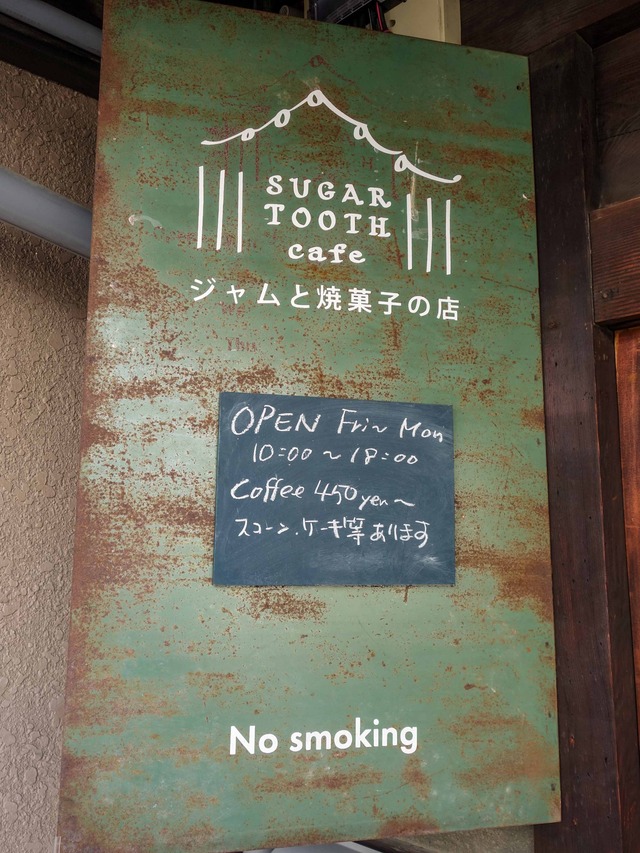 SUGAR
TOOTH
cafe
ジャムと焼菓子の店
OPEN Fri~ Mon
10:00 ~ 18:00
Coffee 450yen~
スコーン.ケーキ等あります
No smoking